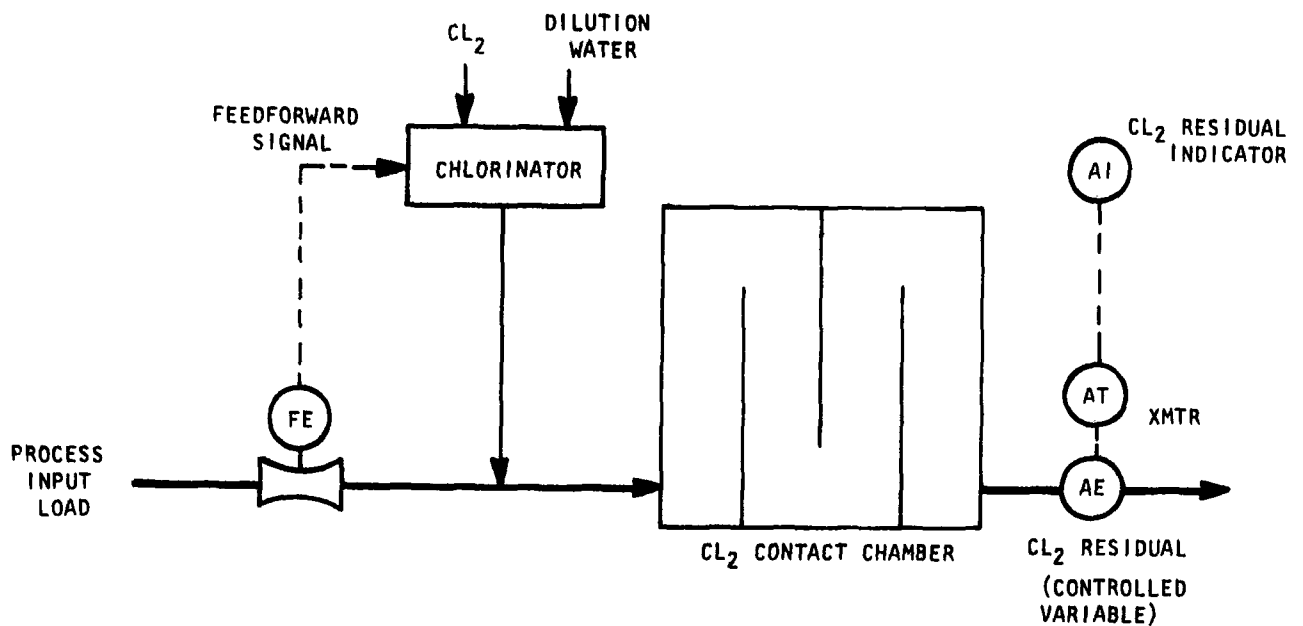 CL2
DILUTION
WATER
FEEDFORWARD
SIGNAL
CHLORINATOR
CL2 RESIDUAL
INDICATOR
AI
FE
AT
XMTR
PROCESS
INPUT
LOAD
AE
CL2 CONTACT CHAMBER
CL2 RESIDUAL
(CONTROLLED
VARIABLE)